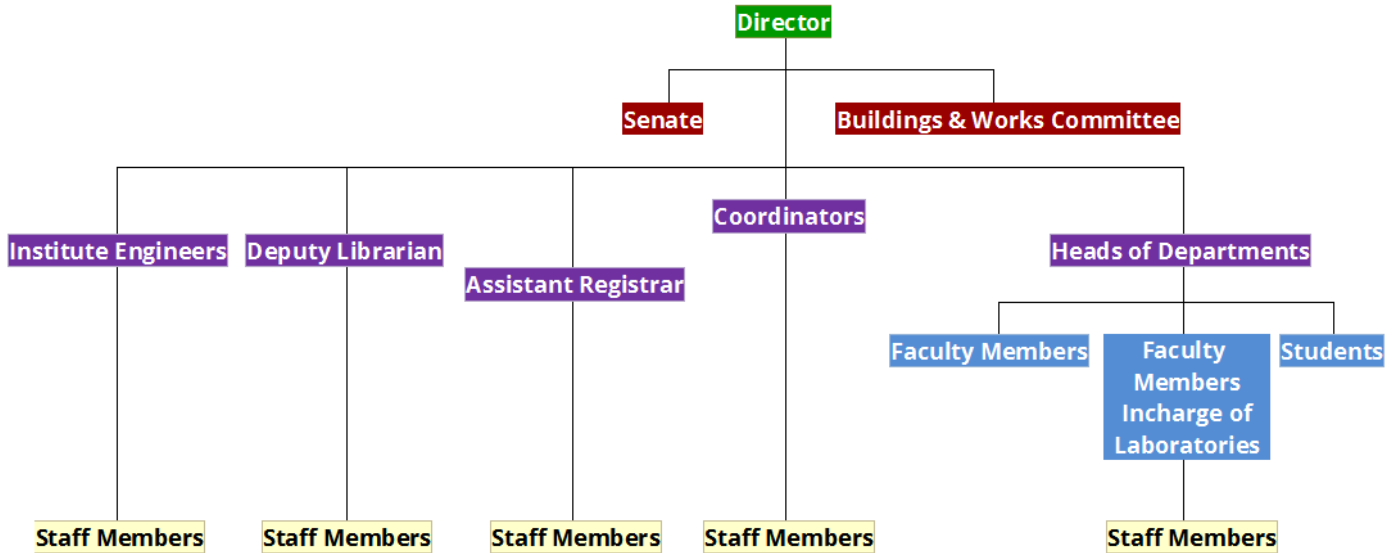 Director
Senate
Buildings & Works Committee
Coordinators
Institute Engineers
Deputy Librarian
Heads of Departments
Assistant Registrar
Faculty Members
Faculty
Members
Incharge of
Laboratories
Students
Staff Members
Staff Members
Staff Members
Staff Members
Staff Members